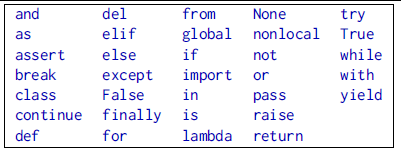 and del from None try
as elif global nonlocal True
assert else if not while
break except import or with
class False in pass yield
continue finally is raise
def for lambda return